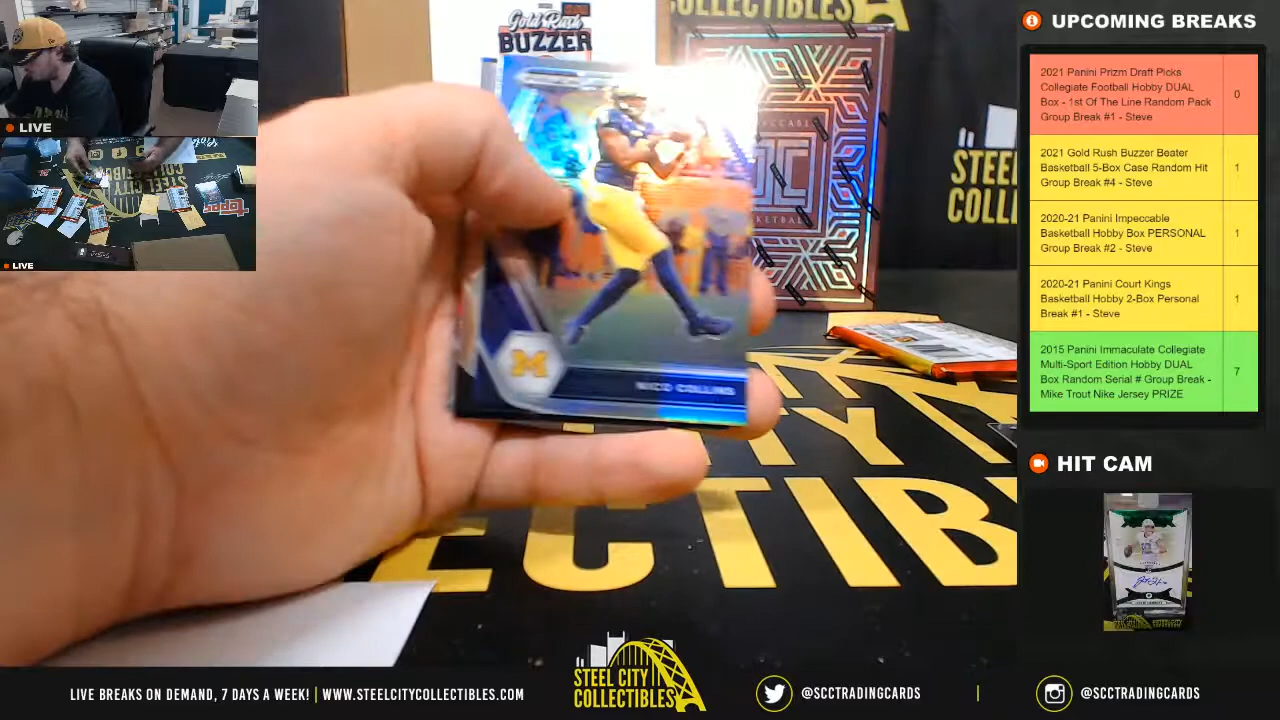 LIVE
LIVE
COLLECTIBLES
Gold Rush
BUZZER
STEEL
COLL
NICO COLLINS
M
CITY
ECTIB
topps
UPCOMING BREAKS
2021 Panini Prizm Draft Picks
Collegiate Football Hobby DUAL
Box - 1st Of The Line Random Pack
Group Break #1 - Steve
0
2021 Gold Rush Buzzer Beater
Basketball 5-Box Case Random Hit
Group Break #4 - Steve
1
2020-21 Panini Impeccable
Basketball Hobby Box PERSONAL
Group Break #2 - Steve
1
2020-21 Panini Court Kings
Basketball Hobby 2-Box Personal
Break #1 - Steve
1
2015 Panini Immaculate Collegiate
Multi-Sport Edition Hobby DUAL
Box Random Serial # Group Break -
Mike Trout Nike Jersey PRIZE
7
HIT CAM
LIVE BREAKS ON DEMAND, 7 DAYS A WEEK! | WWW.STEELCITYCOLLECTIBLES.COM
STEEL CITY
COLLECTIBLES
@SCCTRADINGCARDS
|
@SCCTRADINGCARDS